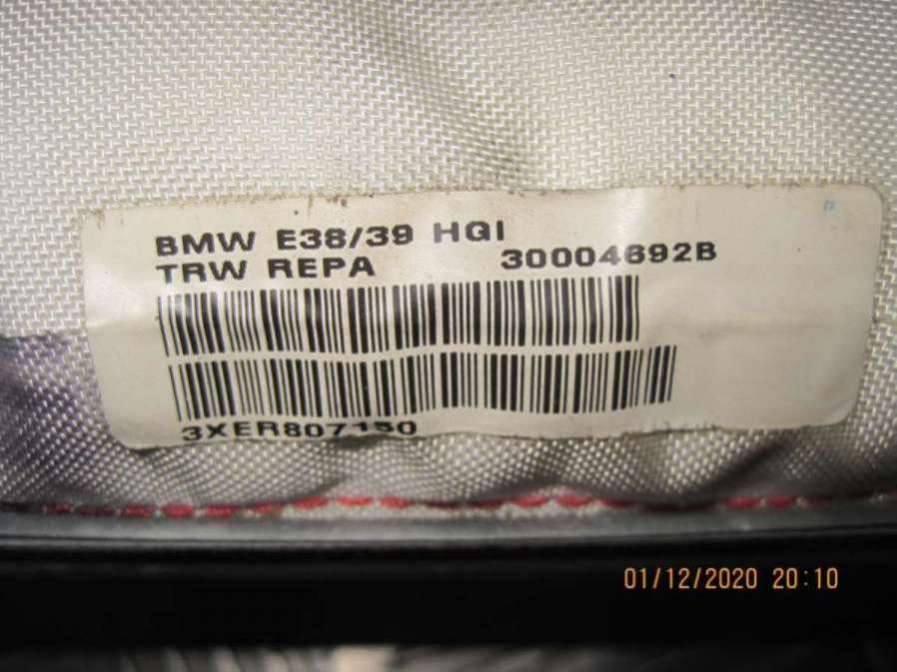 BMW E38/39 HGI
TRW REPA 30004692B
3XER807150
01/12/2020 20:10